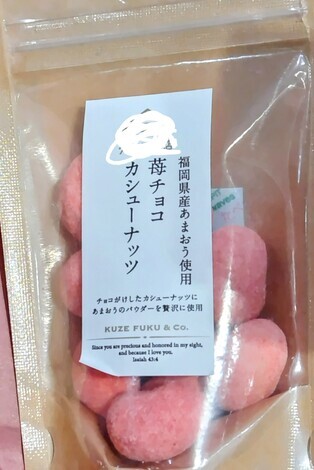 福岡県産あまおう使用
苺チョコ
カシューナッツ
チョコがけしたカシューナッツに
あまおうのパウダーを贅沢に使用
KUZE FUKU & Co.
Since you are precious and honored in my sight,
and because I love you.
Isaiah 43:4